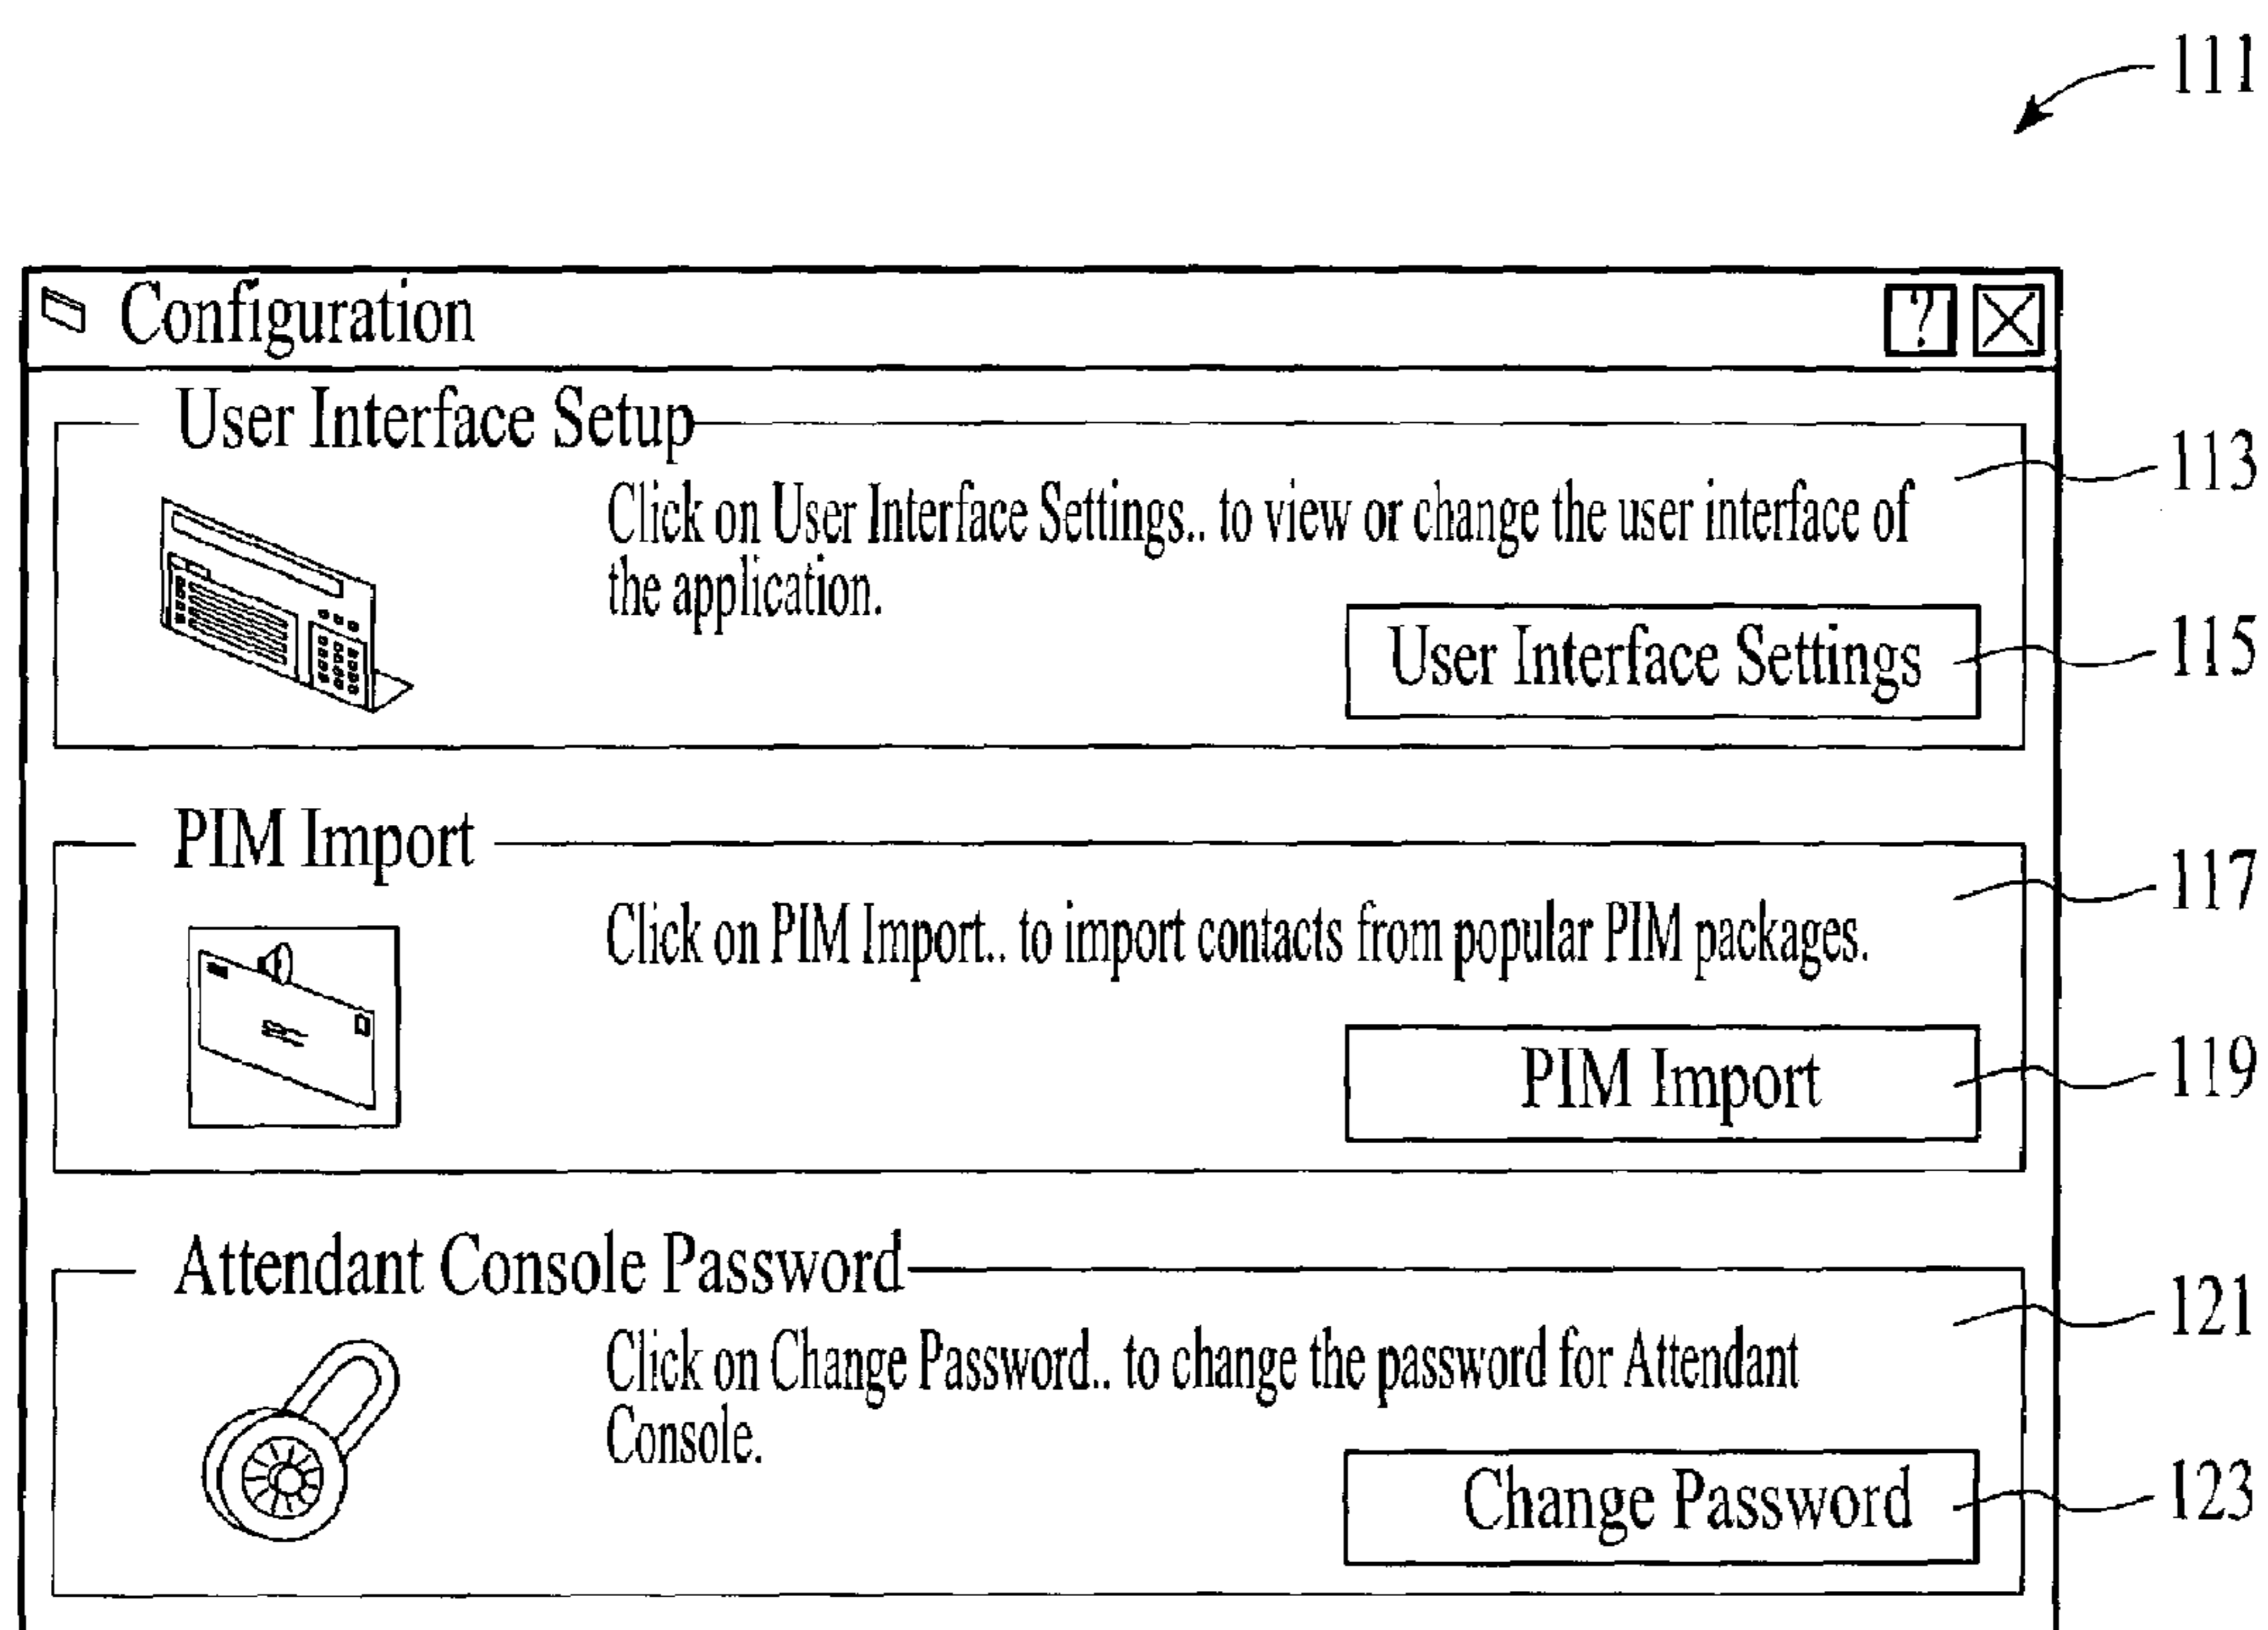 111
Configuration ?
User Interface Setup
113
Click on User Interface Settings.. to view or change the user interface of
the application.
User Interface Settings
115
PIM Import
117
Click on PIM Import.. to import contacts from popular PIM packages.
PIM Import
119
Attendant Console Password
121
Click on Change Password.. to change the password for Attendant
Console.
Change Password
123